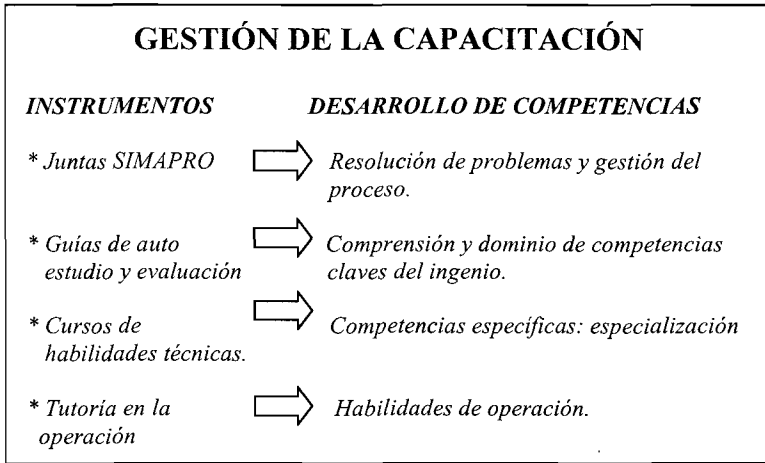 GESTIÓN DE LA CAPACITACIÓN
INSTRUMENTOS DESARROLLO DE COMPETENCIAS
* Juntas SIMAPRO Resolución de problemas y gestión del
proceso.
* Guías de auto Comprensión y dominio de competencias
estudio y evaluación claves del ingenio.
* Cursos de Competencias específicas: especialización
habilidades técnicas.
* Tutoría en la Habilidades de operación.
operación